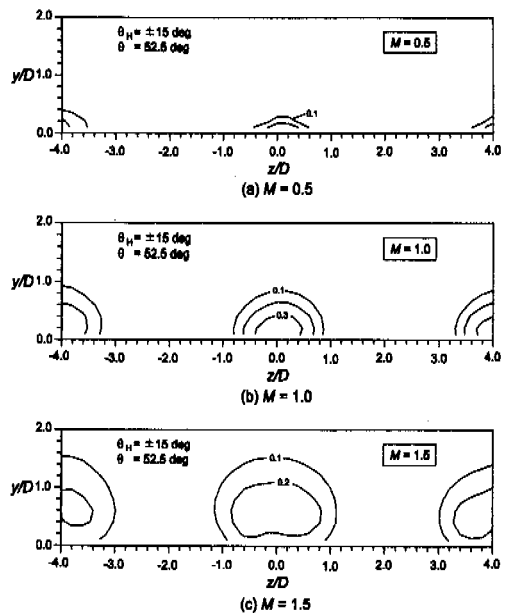 2.0
θH = ±15 deg
θ = 52.5 deg
M = 0.5
y/D 1.0
0.1
0.0
-4.0 -3.0 -2.0 -1.0 0.0 1.0 2.0 3.0 4.0
z/D
(a) M = 0.5
2.0
θH = ±15 deg
θ = 52.5 deg
M = 1.0
y/D 1.0
0.1
0.3
0.0
-4.0 -3.0 -2.0 -1.0 0.0 1.0 2.0 3.0 4.0
z/D
(b) M = 1.0
2.0
θH = ±15 deg
θ = 52.5 deg
M = 1.5
0.1
y/D 1.0
0.2
0.0
-4.0 -3.0 -2.0 -1.0 0.0 1.0 2.0 3.0 4.0
z/D
(c) M = 1.5